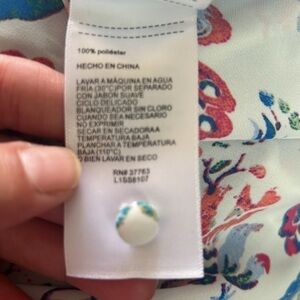 100% poliéster
HECHO EN CHINA
LAVAR A MÁQUINA EN AGUA
FRÍA (30°C)POR SEPARADO
CON JABÓN SUAVE
CICLO DELICADO
BLANQUEADOR SIN CLORO
CUANDO SEA NECESARIO
NO EXPRIMIR
SECAR EN SECADORAA
TEMPERATURA BAJA
PLANCHAR A TEMPERATURA
BAJA (110°C)
O BIEN LAVAR EN SECO
RN# 37763
L1SS8107